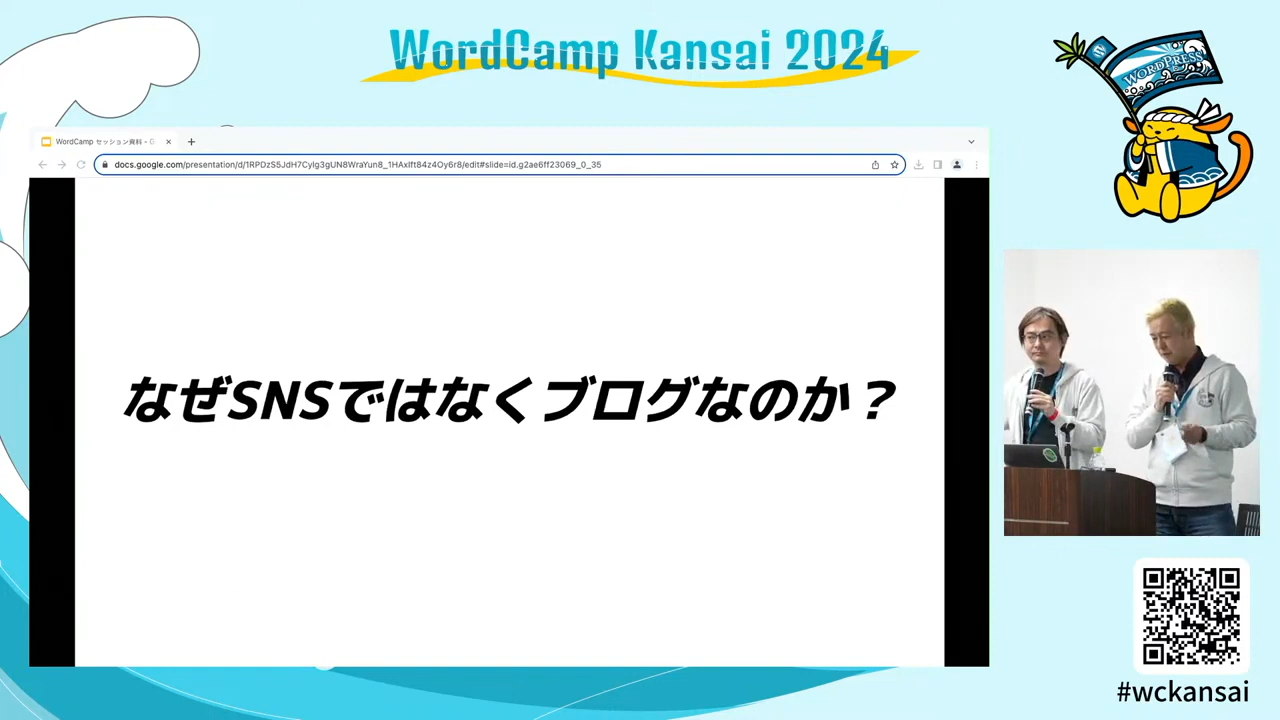 WordCamp Kansai 2024
WORDPRESS
WordCamp セッション資料 - G
docs.google.com/presentation/d/1RPDzS5JdH7Cylg3gUN8WraYun8_1HAxIft84z4Oy6r8/edit#slide=id.g2ae6ff23069_0_35
なぜSNSではなくブログなのか？
#wckansai